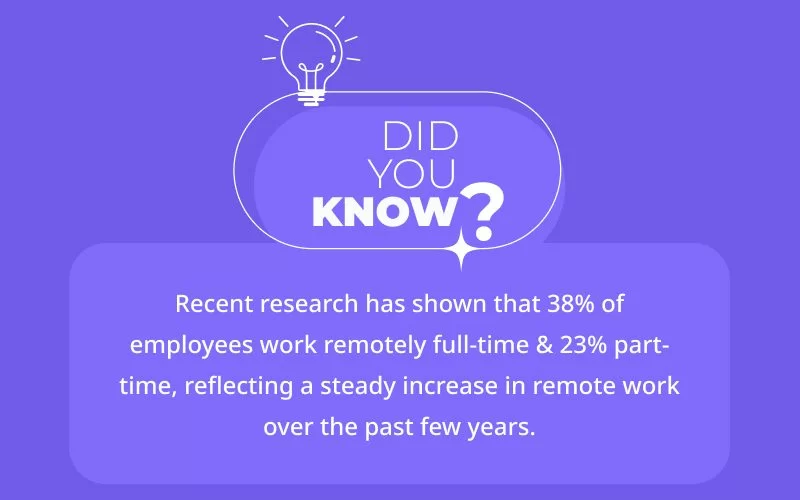 DID
YOU
KNOW?
Recent research has shown that 38% of
employees work remotely full-time & 23% part-
time, reflecting a steady increase in remote work
over the past few years.